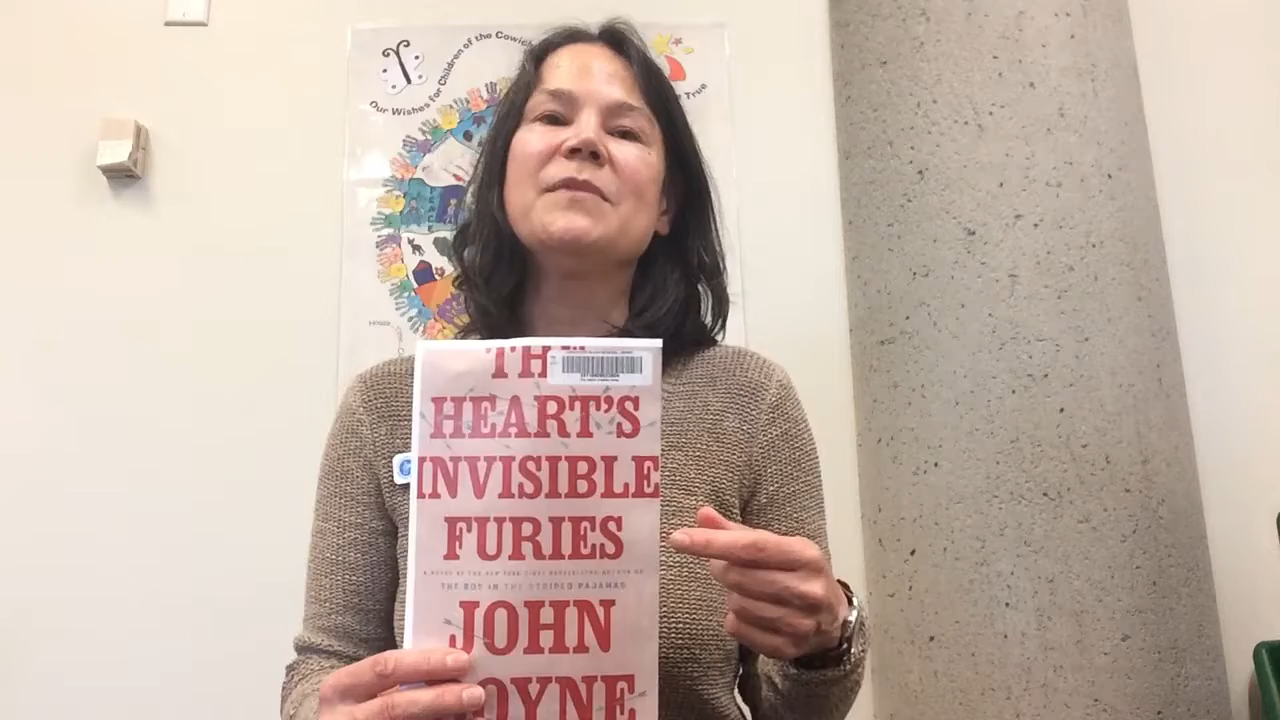 Our Wishes for Children of the Cowich
True
THE
HEART'S
INVISIBLE
FURIES
A NOVEL BY THE NEW YORK TIMES BESTSELLING AUTHOR OF
THE BOY IN THE STRIPED PAJAMAS
JOHN
OYNE